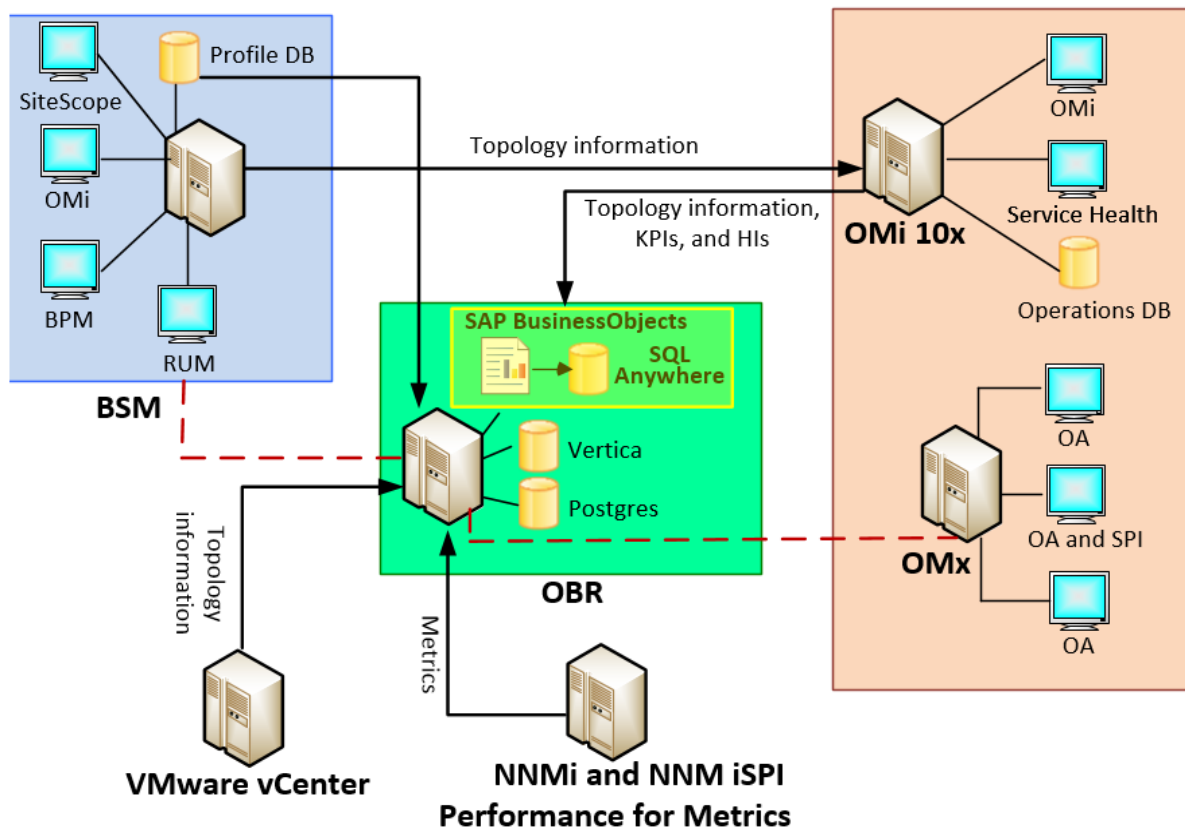 Profile DB
SiteScope
OMi
BPM
RUM
BSM
Topology information
Topology information,
KPIs, and HIs
OMi
Service Health
OMi 10x
Operations DB
SAP BusinessObjects
SQL
Anywhere
Vertica
Postgres
OBR
OA
OA and SPI
OMx
OA
Topology
information
Metrics
VMware vCenter
NNMi and NNM iSPI
Performance for Metrics